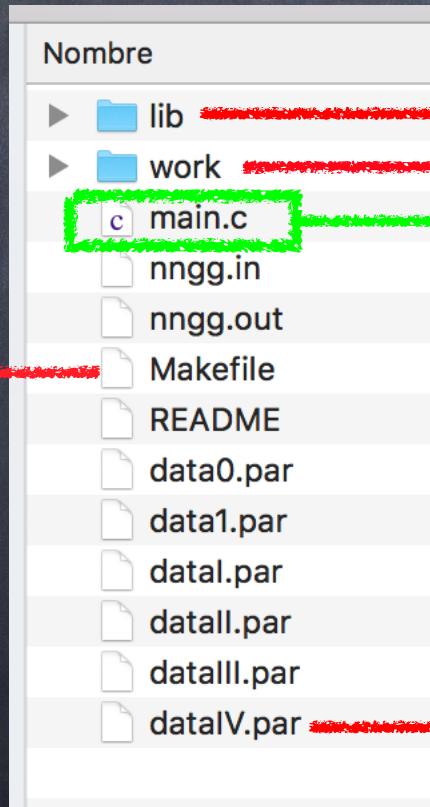 Nombre
lib
work
c main.c
nngg.in
nngg.out
Makefile
README
data0.par
data1.par
dataI.par
dataII.par
dataIII.par
dataIV.par